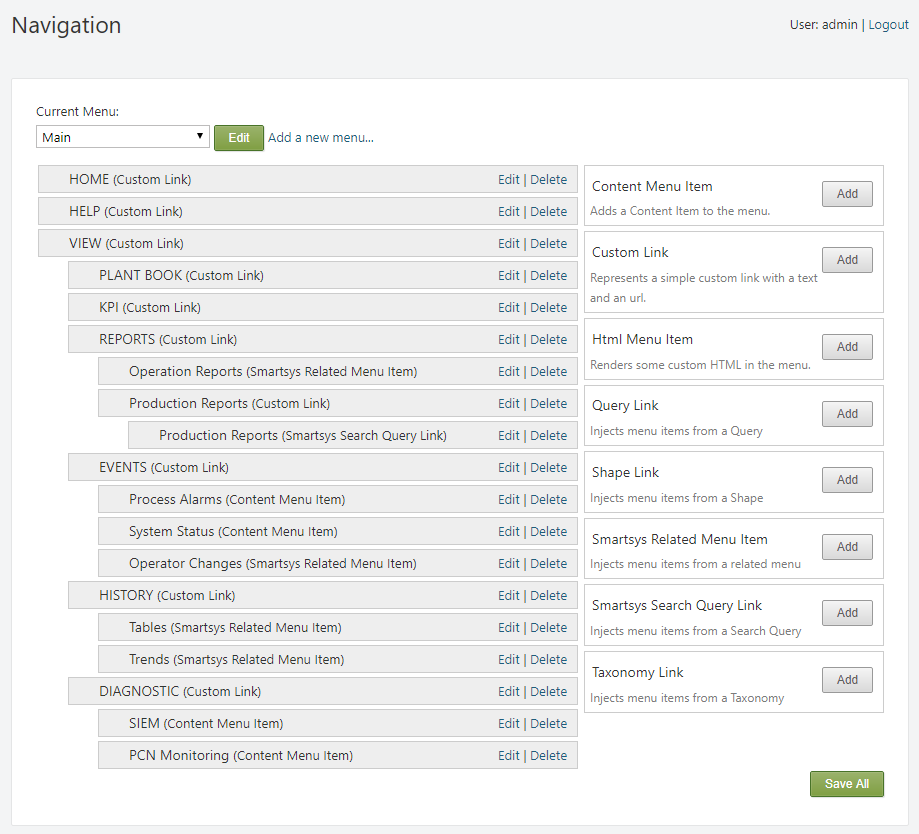 Navigation
User: admin | Logout
Current Menu:
Main
Edit
Add a new menu...
HOME (Custom Link) Edit | Delete
HELP (Custom Link) Edit | Delete
VIEW (Custom Link) Edit | Delete
PLANT BOOK (Custom Link) Edit | Delete
KPI (Custom Link) Edit | Delete
REPORTS (Custom Link) Edit | Delete
Operation Reports (Smartsys Related Menu Item) Edit | Delete
Production Reports (Custom Link) Edit | Delete
Production Reports (Smartsys Search Query Link) Edit | Delete
EVENTS (Custom Link) Edit | Delete
Process Alarms (Content Menu Item) Edit | Delete
System Status (Content Menu Item) Edit | Delete
Operator Changes (Smartsys Related Menu Item) Edit | Delete
HISTORY (Custom Link) Edit | Delete
Tables (Smartsys Related Menu Item) Edit | Delete
Trends (Smartsys Related Menu Item) Edit | Delete
DIAGNOSTIC (Custom Link) Edit | Delete
SIEM (Content Menu Item) Edit | Delete
PCN Monitoring (Content Menu Item) Edit | Delete
Content Menu Item
Add
Adds a Content Item to the menu.
Custom Link
Add
Represents a simple custom link with a text
and an url.
Html Menu Item
Add
Renders some custom HTML in the menu.
Query Link
Add
Injects menu items from a Query
Shape Link
Add
Injects menu items from a Shape
Smartsys Related Menu Item
Add
Injects menu items from a related menu
Smartsys Search Query Link
Add
Injects menu items from a Search Query
Taxonomy Link
Add
Injects menu items from a Taxonomy
Save All